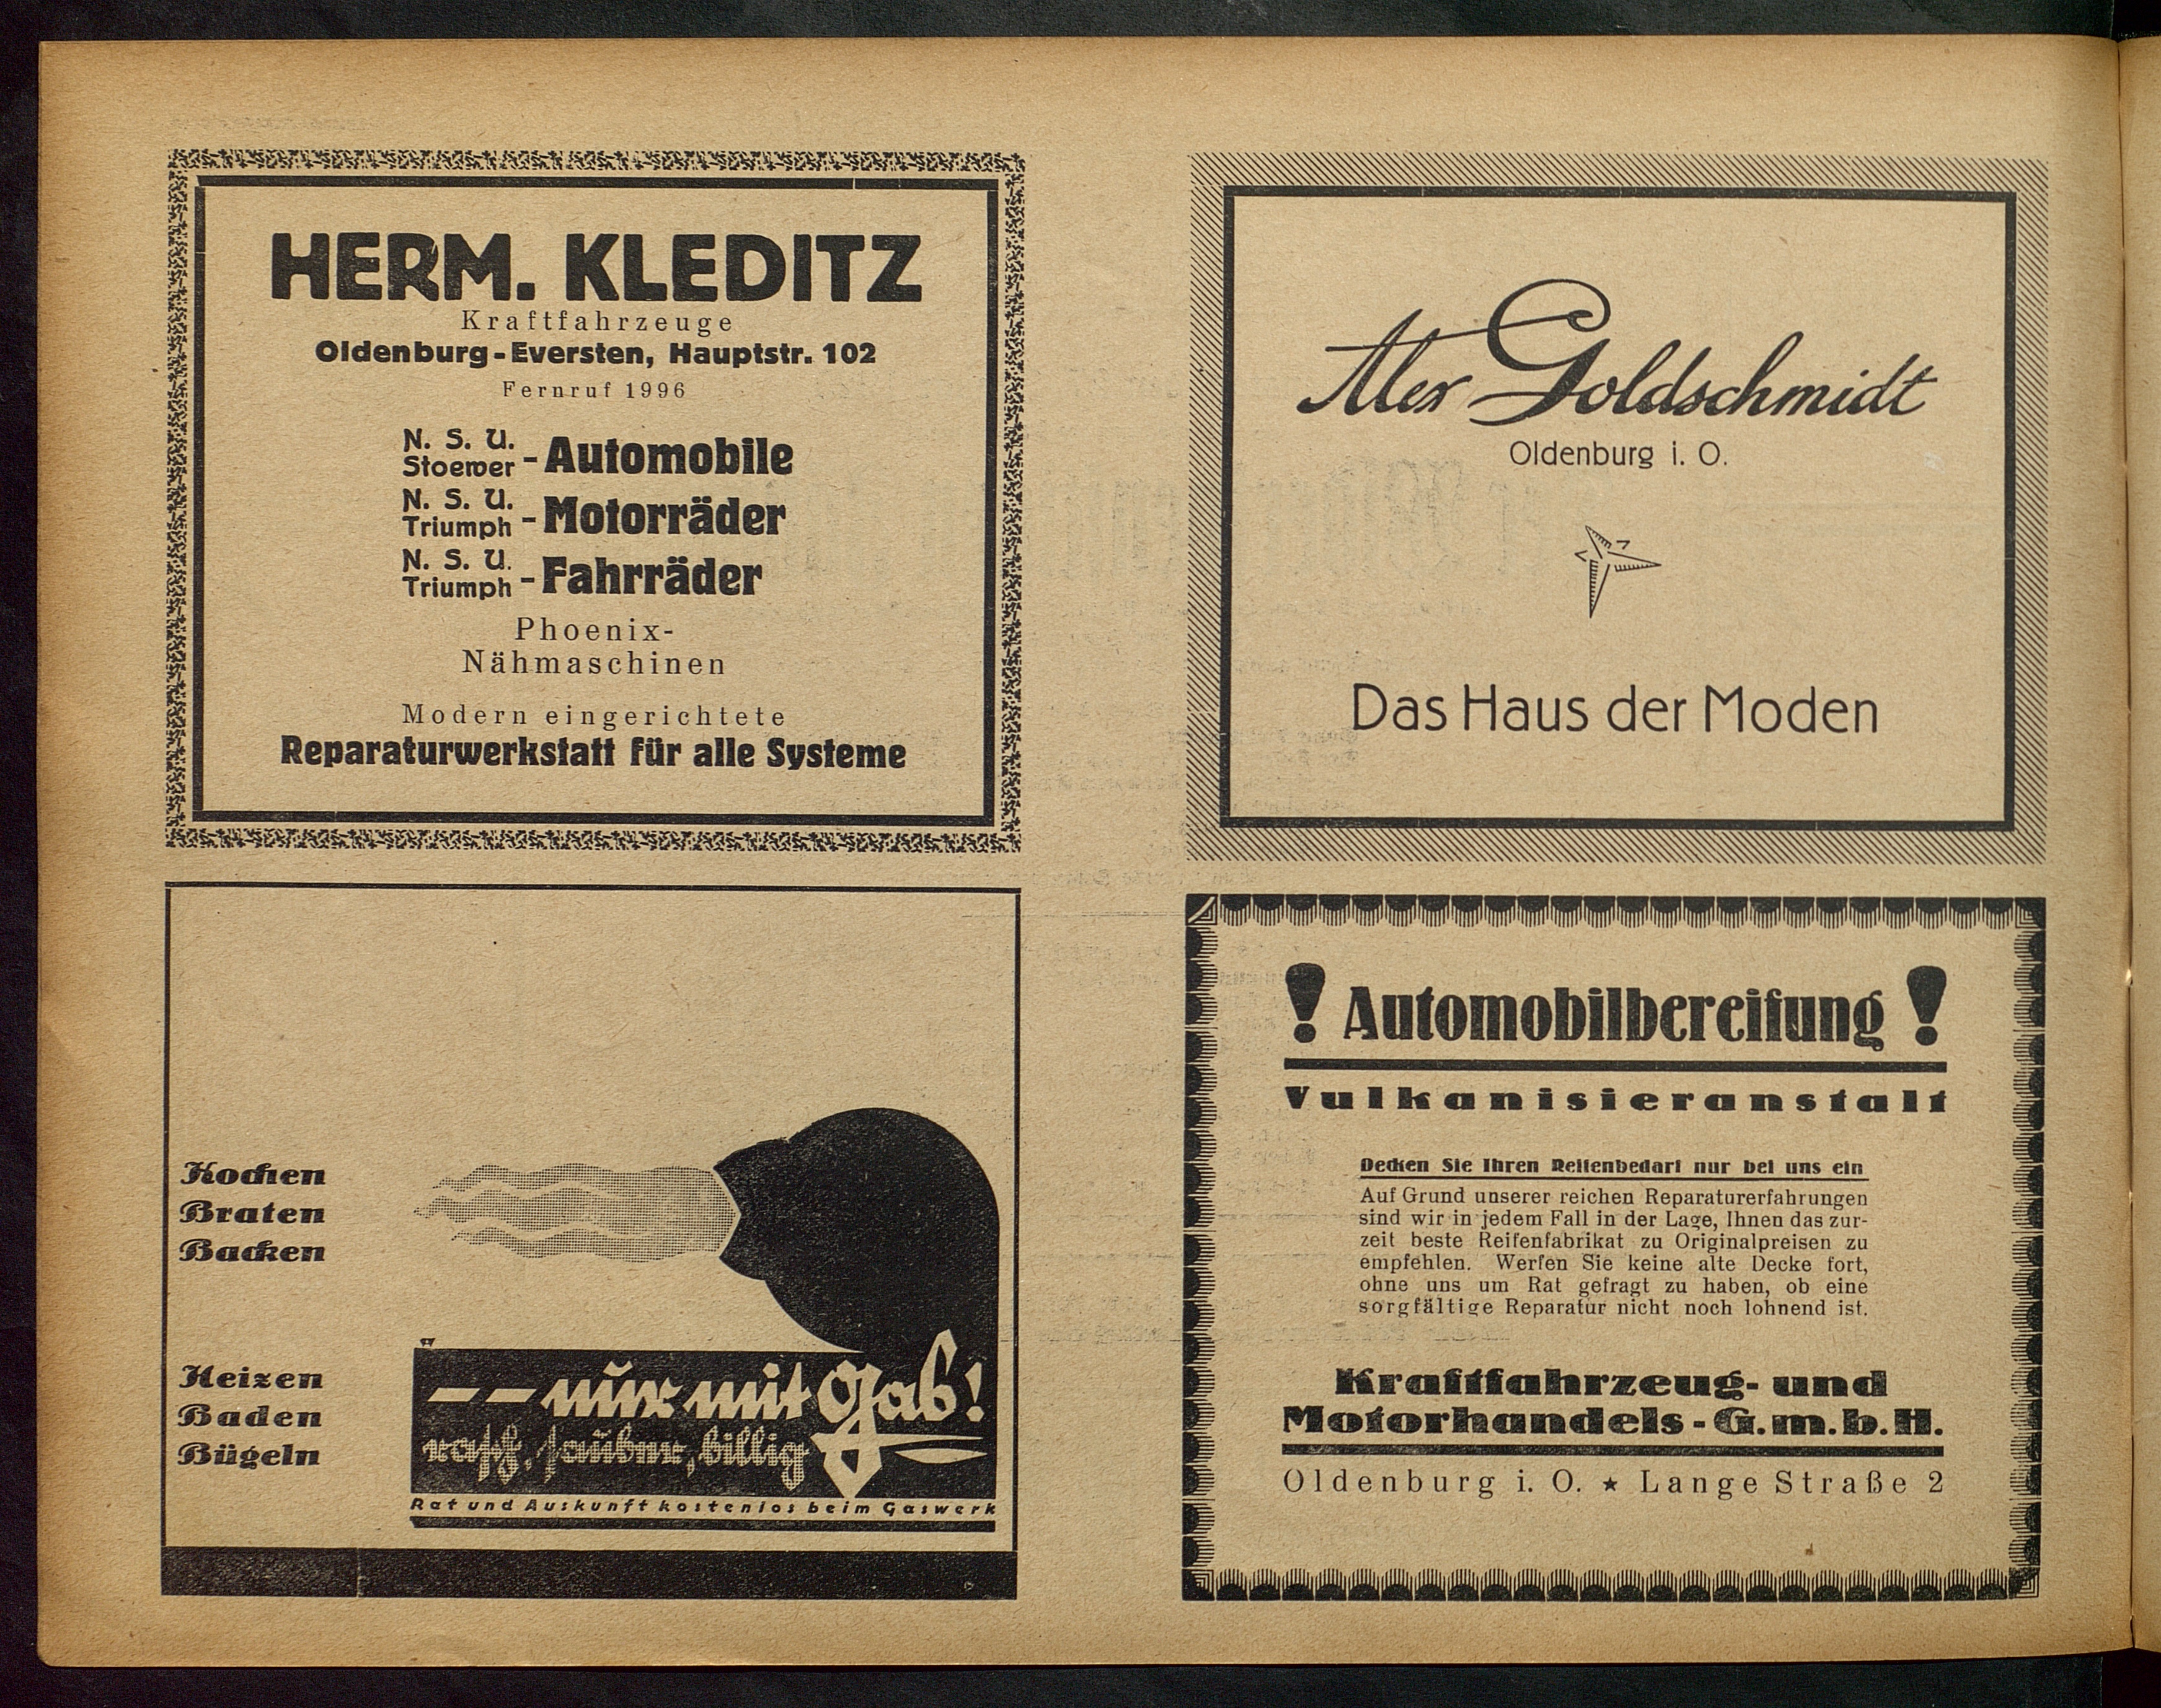 HERM. KLEDITZ
Kraftfahrzeuge
Oldenburg-Eversten, Hauptstr. 102
Fernruf 1996
N. S. U.
Stoewer - Automobile
N. S. U.
Triumph - Motorräder
N. S. U.
Triumph - Fahrräder
Phoenix-
Nähmaschinen
Modern eingerichtete
Reparaturwerkstatt für alle Systeme
Alex Goldschmidt
Oldenburg i. O.
Das Haus der Moden
Kochen
Braten
Backen
Heizen
Baden
Bügeln
-- nur mit Gas!
rasch, sauber, billig
Rat und Auskunft kostenlos beim Gaswerk
! Automobilbereifung !
Vulkanisieranstalt
Decken Sie Ihren Reifenbedarf nur bei uns ein
Auf Grund unserer reichen Reparaturerfahrungen
sind wir in jedem Fall in der Lage, Ihnen das zur-
zeit beste Reifenfabrikat zu Originalpreisen zu
empfehlen. Werfen Sie keine alte Decke fort,
ohne uns um Rat gefragt zu haben, ob eine
sorgfältige Reparatur nicht noch lohnend ist.
Kraftfahrzeug- und
Motorhandels-G.m.b.H.
Oldenburg i. O. ★ Lange Straße 2